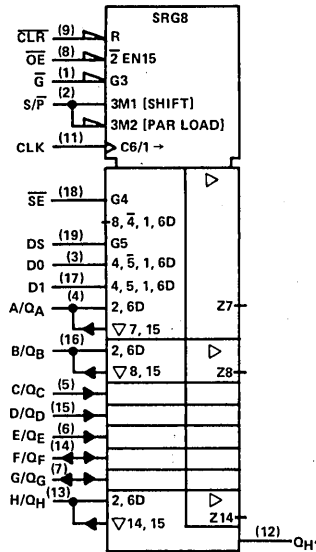 SRG8
C̅L̅R̅ (9) R
O̅E̅ (8) 2̅ EN15
G̅ (1) G3
S/P̅ (2) 3M1 [SHIFT]
3M2 [PAR LOAD]
CLK (11) C6/1 →
▷
S̅E̅ (18) G4
8, 4̅, 1, 6D
DS (19) G5
D0 (3) 4, 5̅, 1, 6D
D1 (17) 4, 5, 1, 6D
A/QA (4) 2, 6D
▽ 7, 15 Z7
B/QB (16) 2, 6D ▷
▽ 8, 15 Z8
C/QC (5)
D/QD (15)
E/QE (6)
F/QF (14)
G/QG (7)
H/QH (13) 2, 6D ▷
▽ 14, 15 Z14
(12) QH'